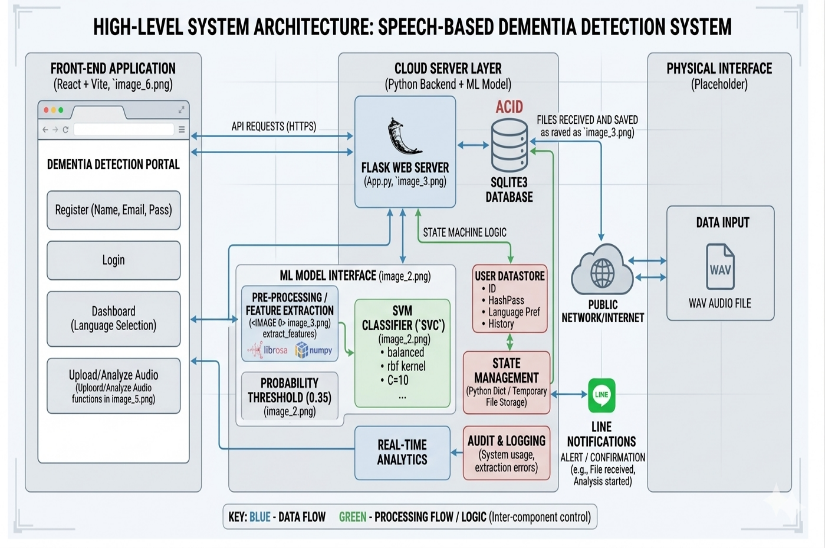 HIGH-LEVEL SYSTEM ARCHITECTURE: SPEECH-BASED DEMENTIA DETECTION SYSTEM
FRONT-END APPLICATION
(React + Vite, `image_6.png)
DEMENTIA DETECTION PORTAL
Register (Name, Email, Pass)
Login
Dashboard
(Language Selection)
Upload/Analyze Audio
(Uploord/Analyze Audio
functions in image_5.png)
API REQUESTS (HTTPS)
CLOUD SERVER LAYER
(Python Backend + ML Model)
FLASK WEB SERVER
(App.py, `image_3.png)
ACID
SQLITE3
DATABASE
FILES RECEIVED AND SAVED
as raved as `image_3.png)
STATE MACHINE LOGIC
ML MODEL INTERFACE (image_2.png)
PRE-PROCESSING /
FEATURE EXTRACTION
(<IMAGE 0> image_3.png)
extract_features
librosa
numpy
PROBABILITY
THRESHOLD (0.35)
(image_2.png)
SVM
CLASSIFIER (`SVC`)
(image_2.png)
• balanced
• rbf kernel
• C=10
...
USER DATASTORE
• ID
• HashPass
• Language Pref
• History
STATE
MANAGEMENT
(Python Dict / Temporary
File Storage)
REAL-TIME
ANALYTICS
AUDIT & LOGGING
(System usage,
extraction errors)
PHYSICAL INTERFACE
(Placeholder)
DATA INPUT
WAV
WAV AUDIO FILE
PUBLIC
NETWORK/INTERNET
LINE
LINE
NOTIFICATIONS
ALERT / CONFIRMATION
(e.g., File received,
Analysis started)
KEY: BLUE - DATA FLOW GREEN - PROCESSING FLOW / LOGIC (Inter-component control)